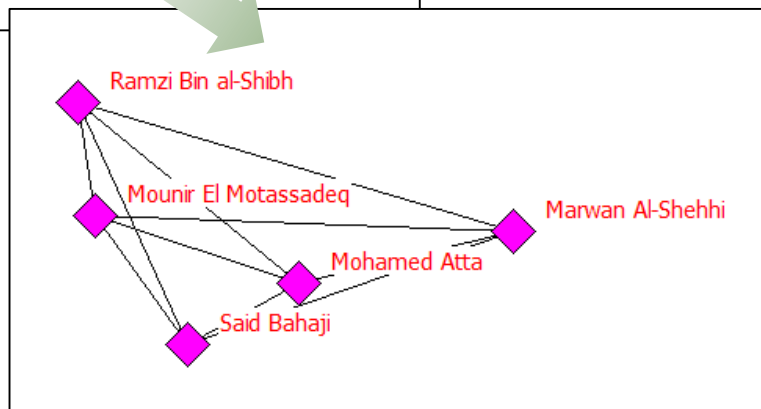 Ramzi Bin al-Shibh
Mounir El Motassadeq
Marwan Al-Shehhi
Mohamed Atta
Said Bahaji